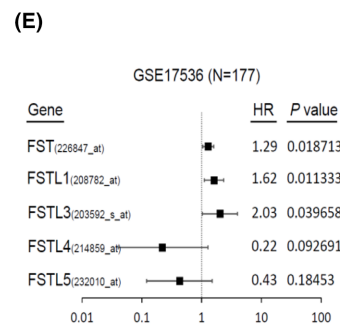 (E)
GSE17536 (N=177)
Gene HR P value
FST(226847_at) 1.29 0.018713
FSTL1(208782_at) 1.62 0.011333
FSTL3(203592_s_at) 2.03 0.039658
FSTL4(214859_at) 0.22 0.092691
FSTL5(232010_at) 0.43 0.18453
0.01 0.1 1 10 100